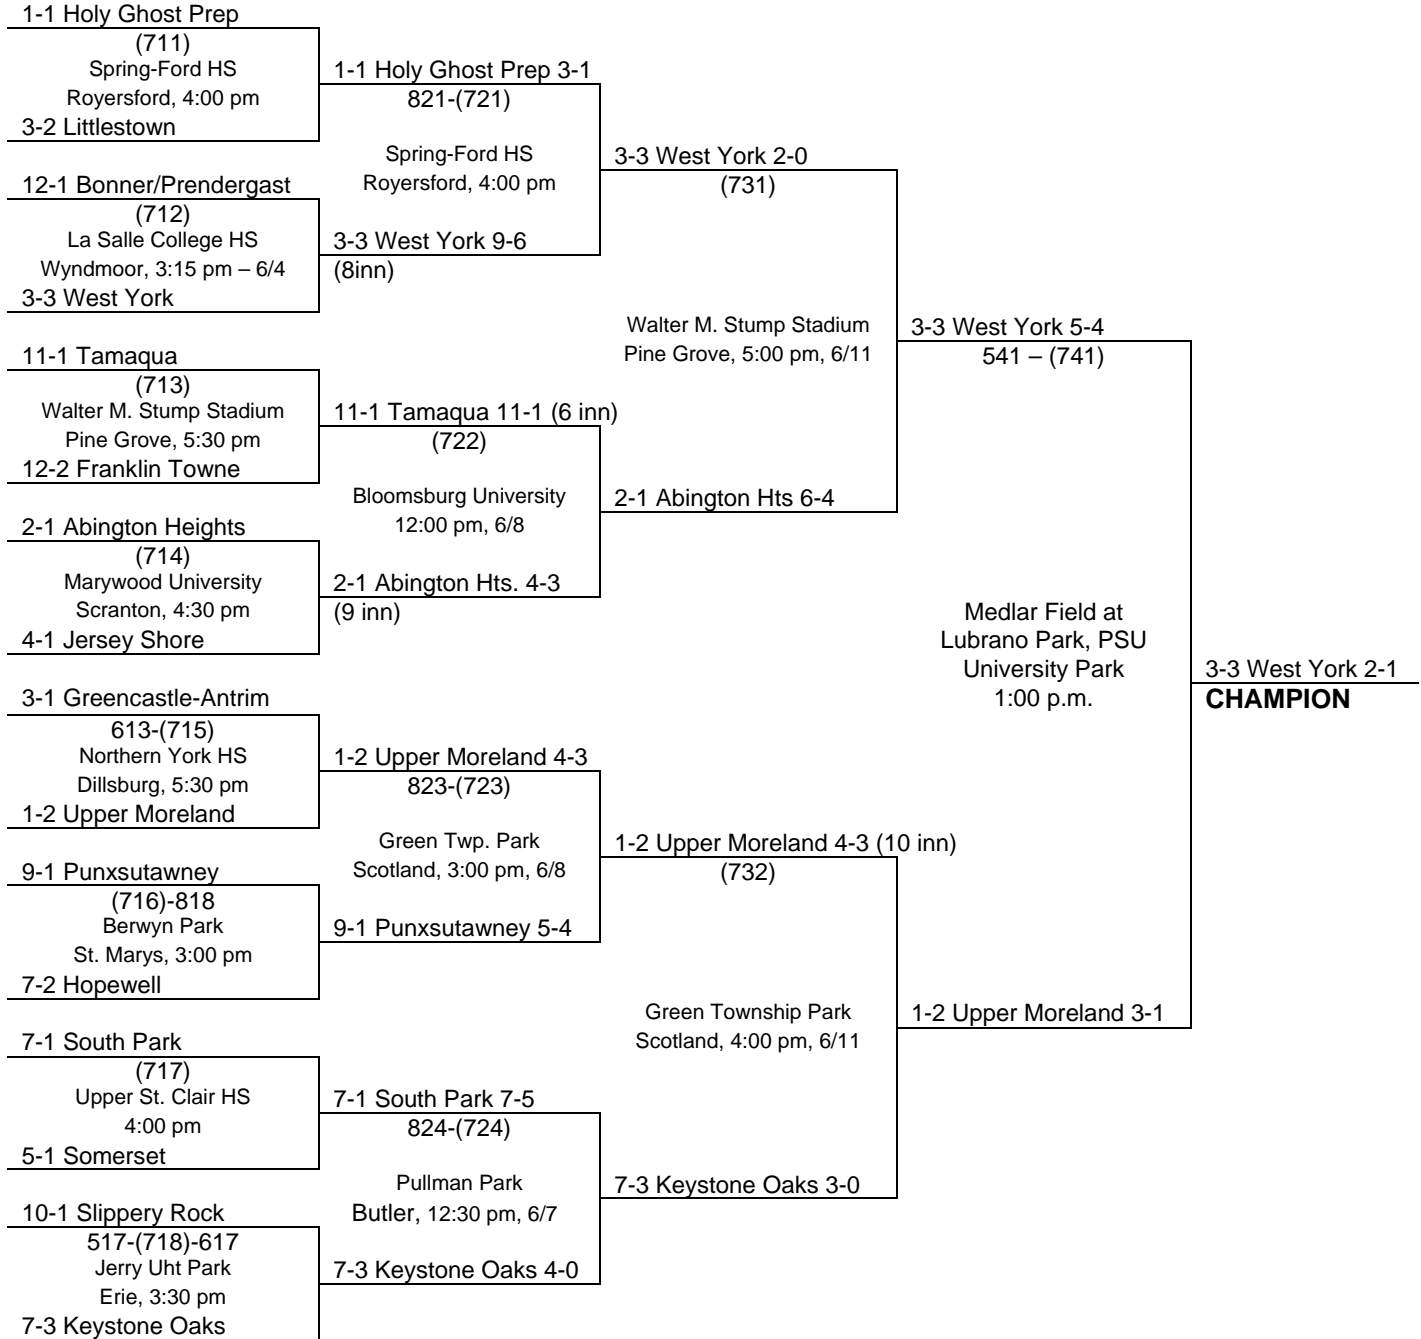 1-1 Holy Ghost Prep
(711)
Spring-Ford HS
Royersford, 4:00 pm
3-2 Littlestown
12-1 Bonner/Prendergast
(712)
La Salle College HS
Wyndmoor, 3:15 pm – 6/4
3-3 West York
11-1 Tamaqua
(713)
Walter M. Stump Stadium
Pine Grove, 5:30 pm
12-2 Franklin Towne
2-1 Abington Heights
(714)
Marywood University
Scranton, 4:30 pm
4-1 Jersey Shore
3-1 Greencastle-Antrim
613-(715)
Northern York HS
Dillsburg, 5:30 pm
1-2 Upper Moreland
9-1 Punxsutawney
(716)-818
Berwyn Park
St. Marys, 3:00 pm
7-2 Hopewell
7-1 South Park
(717)
Upper St. Clair HS
4:00 pm
5-1 Somerset
10-1 Slippery Rock
517-(718)-617
Jerry Uht Park
Erie, 3:30 pm
7-3 Keystone Oaks
1-1 Holy Ghost Prep 3-1
821-(721)
Spring-Ford HS
Royersford, 4:00 pm
3-3 West York 9-6
(8inn)
11-1 Tamaqua 11-1 (6 inn)
(722)
Bloomsburg University
12:00 pm, 6/8
2-1 Abington Hts. 4-3
(9 inn)
1-2 Upper Moreland 4-3
823-(723)
Green Twp. Park
Scotland, 3:00 pm, 6/8
9-1 Punxsutawney 5-4
7-1 South Park 7-5
824-(724)
Pullman Park
Butler, 12:30 pm, 6/7
7-3 Keystone Oaks 4-0
3-3 West York 2-0
(731)
Walter M. Stump Stadium
Pine Grove, 5:00 pm, 6/11
2-1 Abington Hts 6-4
1-2 Upper Moreland 4-3 (10 inn)
(732)
Green Township Park
Scotland, 4:00 pm, 6/11
7-3 Keystone Oaks 3-0
3-3 West York 5-4
541 – (741)
Medlar Field at
Lubrano Park, PSU
University Park
1:00 p.m.
1-2 Upper Moreland 3-1
3-3 West York 2-1
CHAMPION